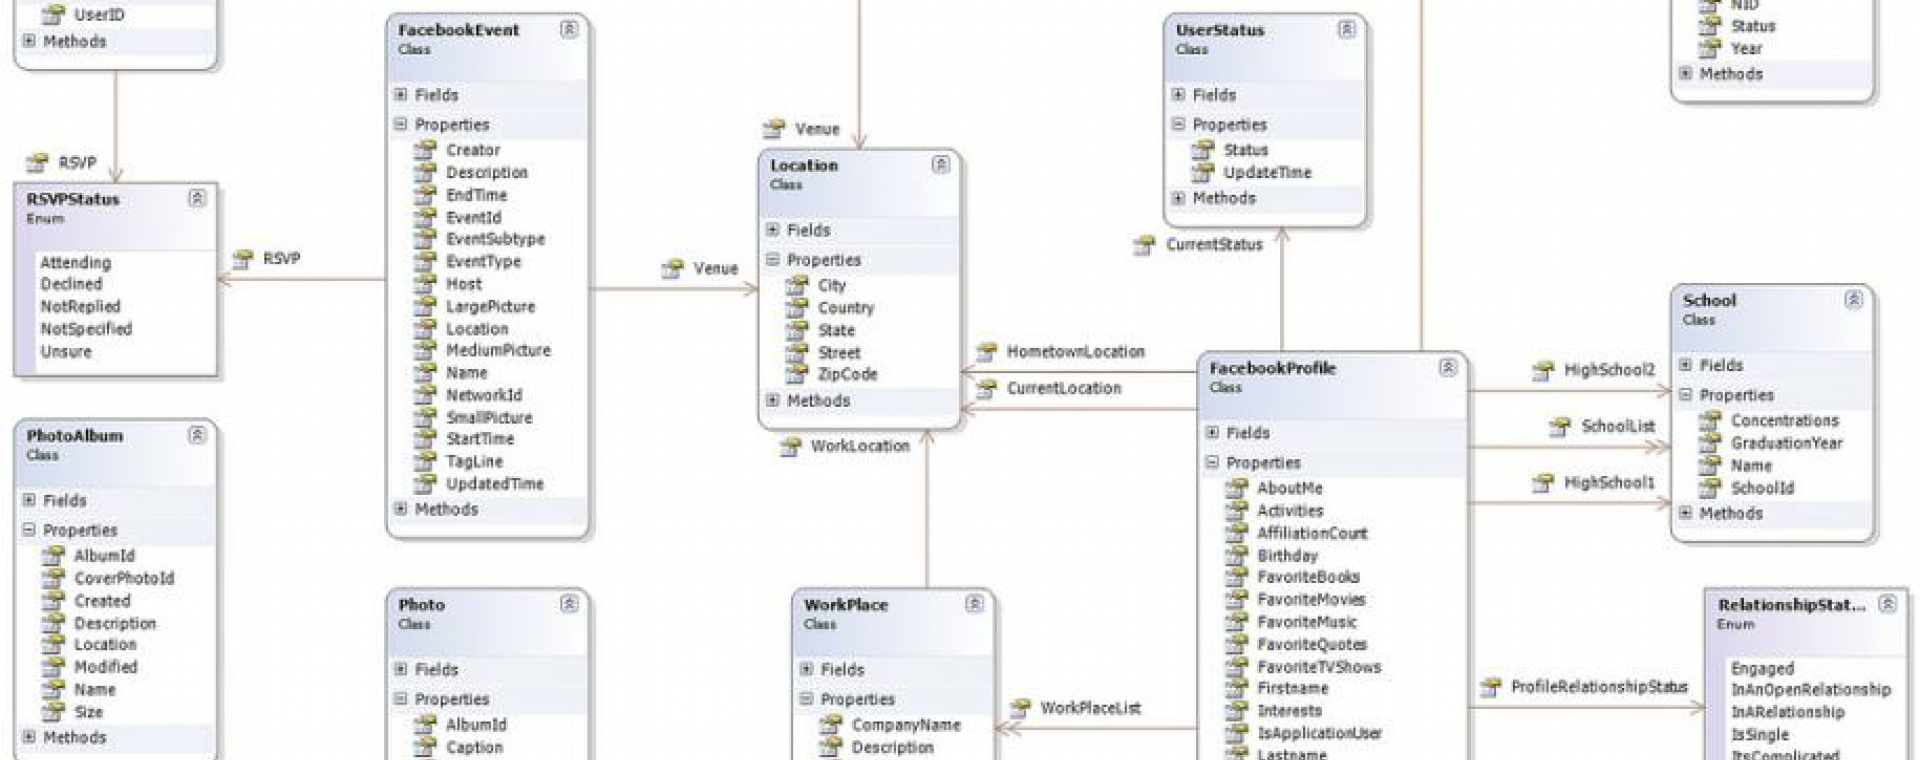 UserID
Methods
RSVP
RSVPStatus
Enum
Attending
Declined
NotReplied
NotSpecified
Unsure
PhotoAlbum
Class
Fields
Properties
AlbumId
CoverPhotoId
Created
Description
Location
Modified
Name
Size
Methods
FacebookEvent
Class
Fields
Properties
Creator
Description
EndTime
EventId
EventSubtype
EventType
Host
LargePicture
Location
MediumPicture
Name
NetworkId
SmallPicture
StartTime
TagLine
UpdatedTime
Methods
RSVP
Venue
Photo
Class
Fields
Properties
AlbumId
Caption
Venue
Location
Class
Fields
Properties
City
Country
State
Street
ZipCode
Methods
WorkLocation
WorkPlace
Class
Fields
Properties
CompanyName
Description
HometownLocation
CurrentLocation
WorkPlaceList
UserStatus
Class
Fields
Properties
Status
UpdateTime
Methods
CurrentStatus
FacebookProfile
Class
Fields
Properties
AboutMe
Activities
AffiliationCount
Birthday
FavoriteBooks
FavoriteMovies
FavoriteMusic
FavoriteQuotes
FavoriteTVShows
Firstname
Interests
IsApplicationUser
Lastname
HighSchool2
SchoolList
HighSchool1
ProfileRelationshipStatus
NID
Status
Year
Methods
School
Class
Fields
Properties
Concentrations
GraduationYear
Name
SchoolId
Methods
RelationshipStat...
Enum
Engaged
InAnOpenRelationship
InARelationship
IsSingle
ItsComplicated